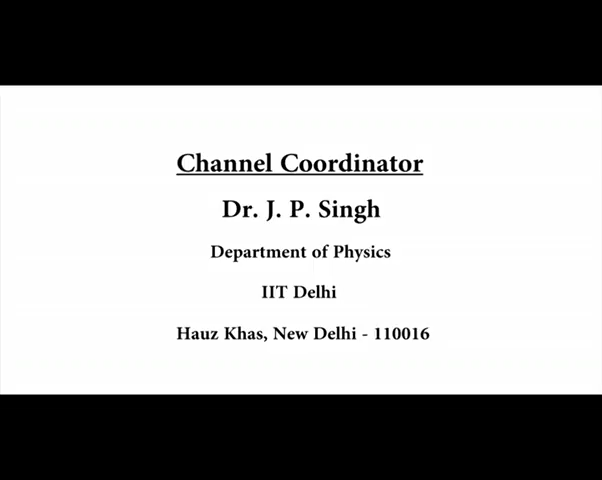 Channel Coordinator
Dr. J. P. Singh
Department of Physics
IIT Delhi
Hauz Khas, New Delhi - 110016